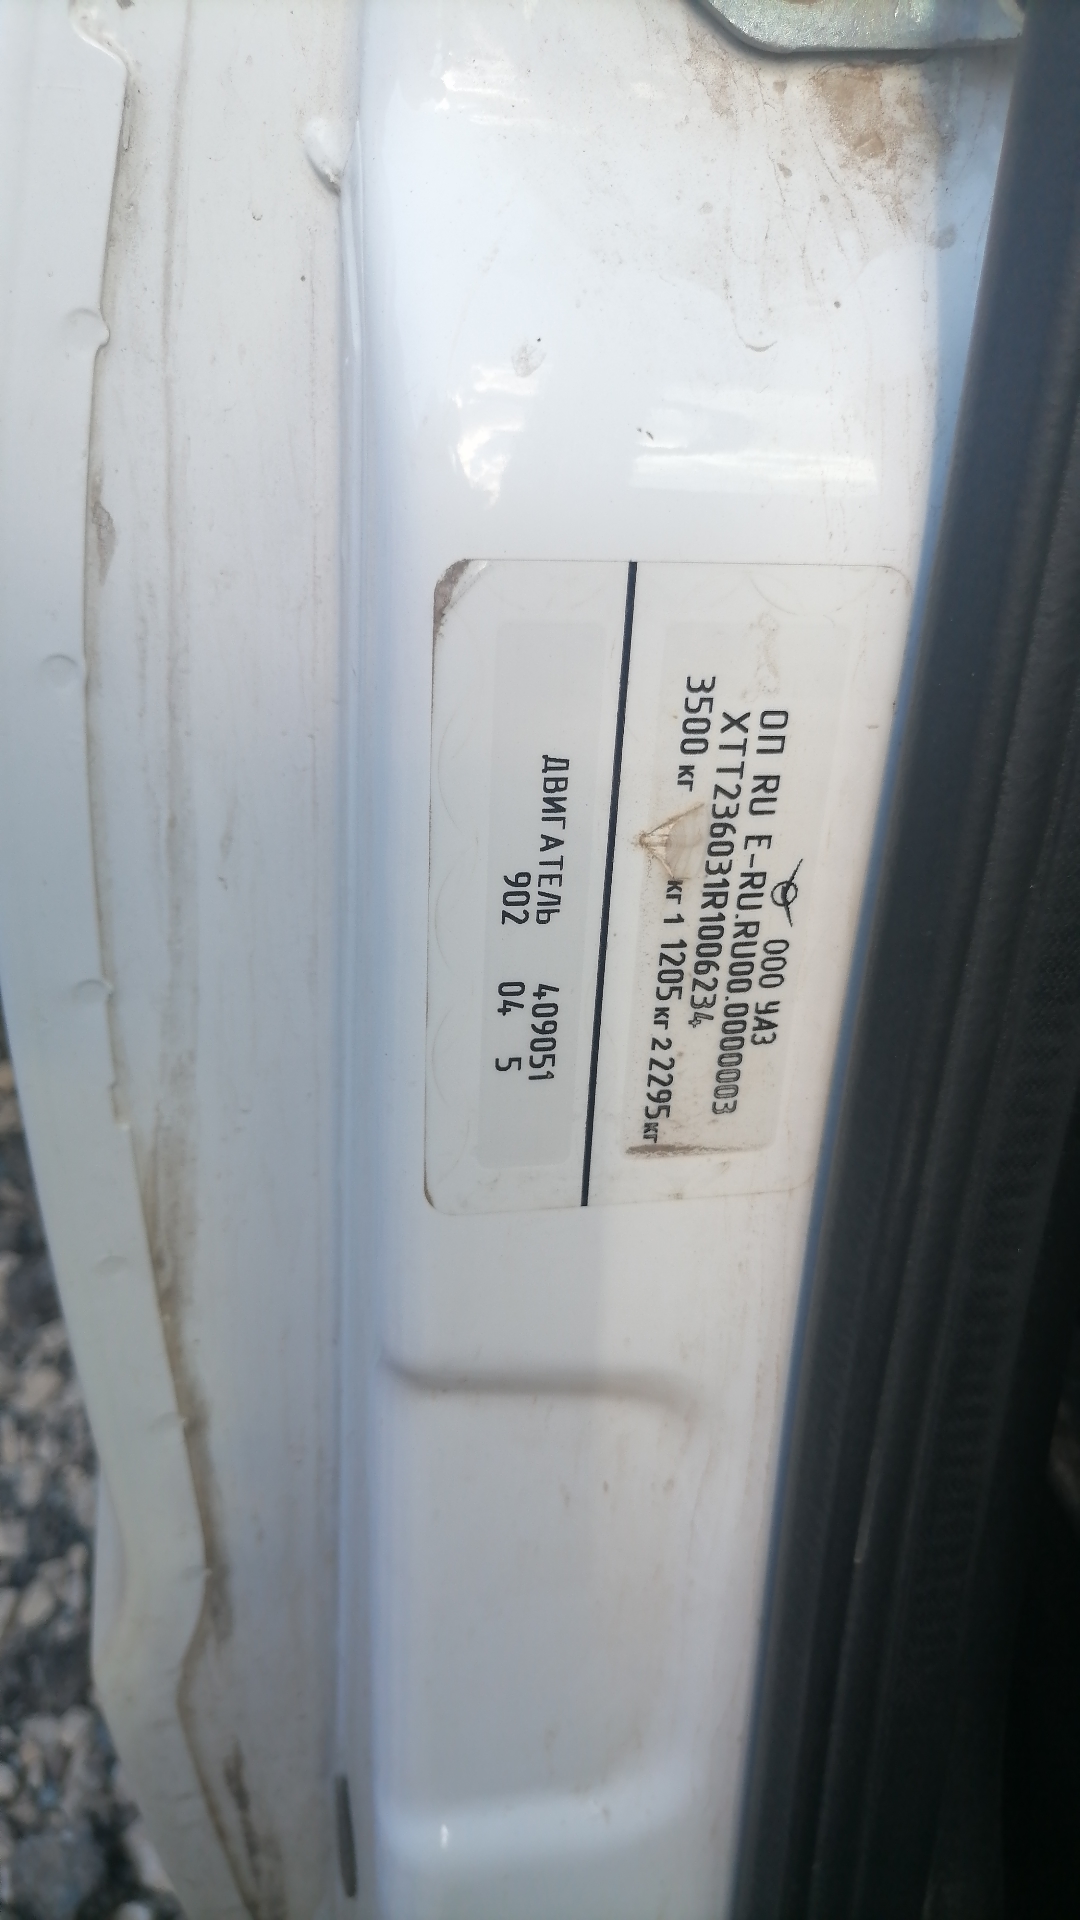 ООО УАЗ
ОП RU E-RU.RU00.0000003
XTT236031R1006234
3500 кг кг 1 1205 кг 2 2295 кг
ДВИГАТЕЛЬ 409051
902 04 5